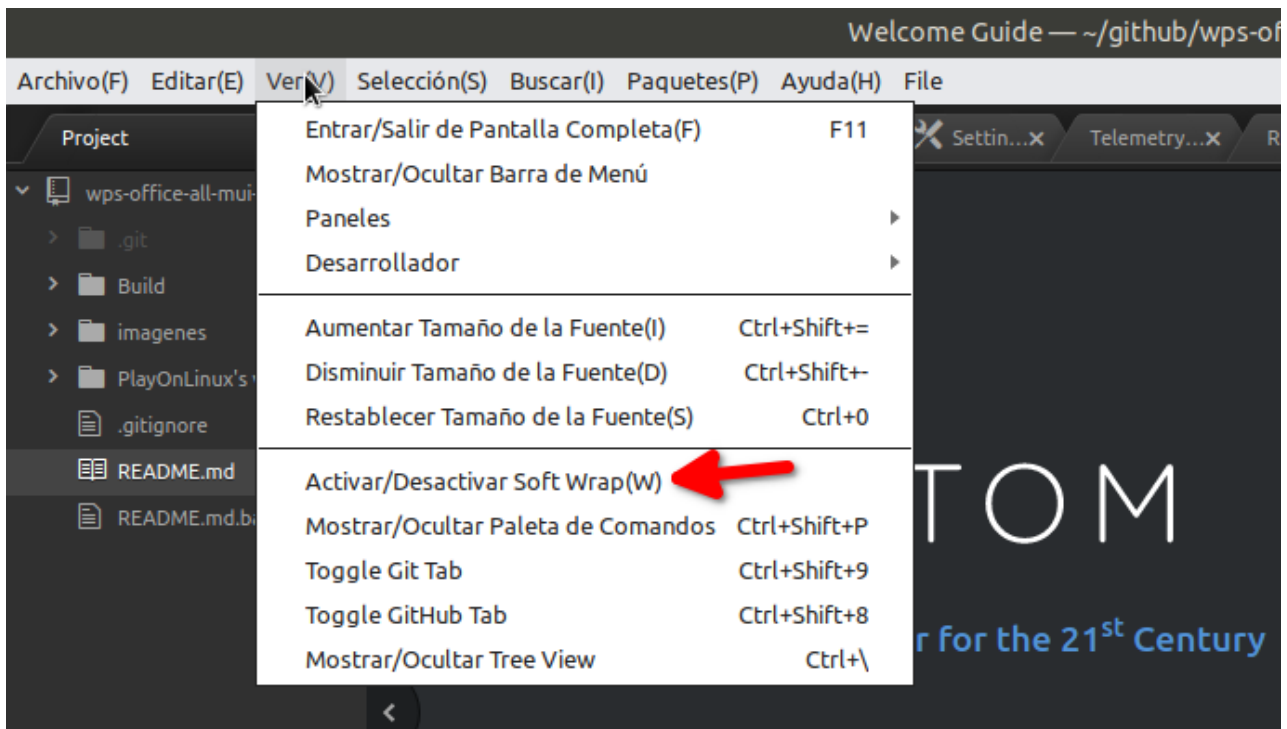 Welcome Guide — ~/github/wps-of
Archivo(F) Editar(E) Ver(V) Selección(S) Buscar(I) Paquetes(P) Ayuda(H) File
Project
Settin...
Telemetry...
R
wps-office-all-mui-
.git
Build
imagenes
PlayOnLinux's
.gitignore
README.md
README.md.ba
Entrar/Salir de Pantalla Completa(F) F11
Mostrar/Ocultar Barra de Menú
Paneles
Desarrollador
Aumentar Tamaño de la Fuente(I) Ctrl+Shift+=
Disminuir Tamaño de la Fuente(D) Ctrl+Shift+-
Restablecer Tamaño de la Fuente(S) Ctrl+0
Activar/Desactivar Soft Wrap(W)
Mostrar/Ocultar Paleta de Comandos Ctrl+Shift+P
Toggle Git Tab Ctrl+Shift+9
Toggle GitHub Tab Ctrl+Shift+8
Mostrar/Ocultar Tree View Ctrl+\
TOM
r for the 21st Century